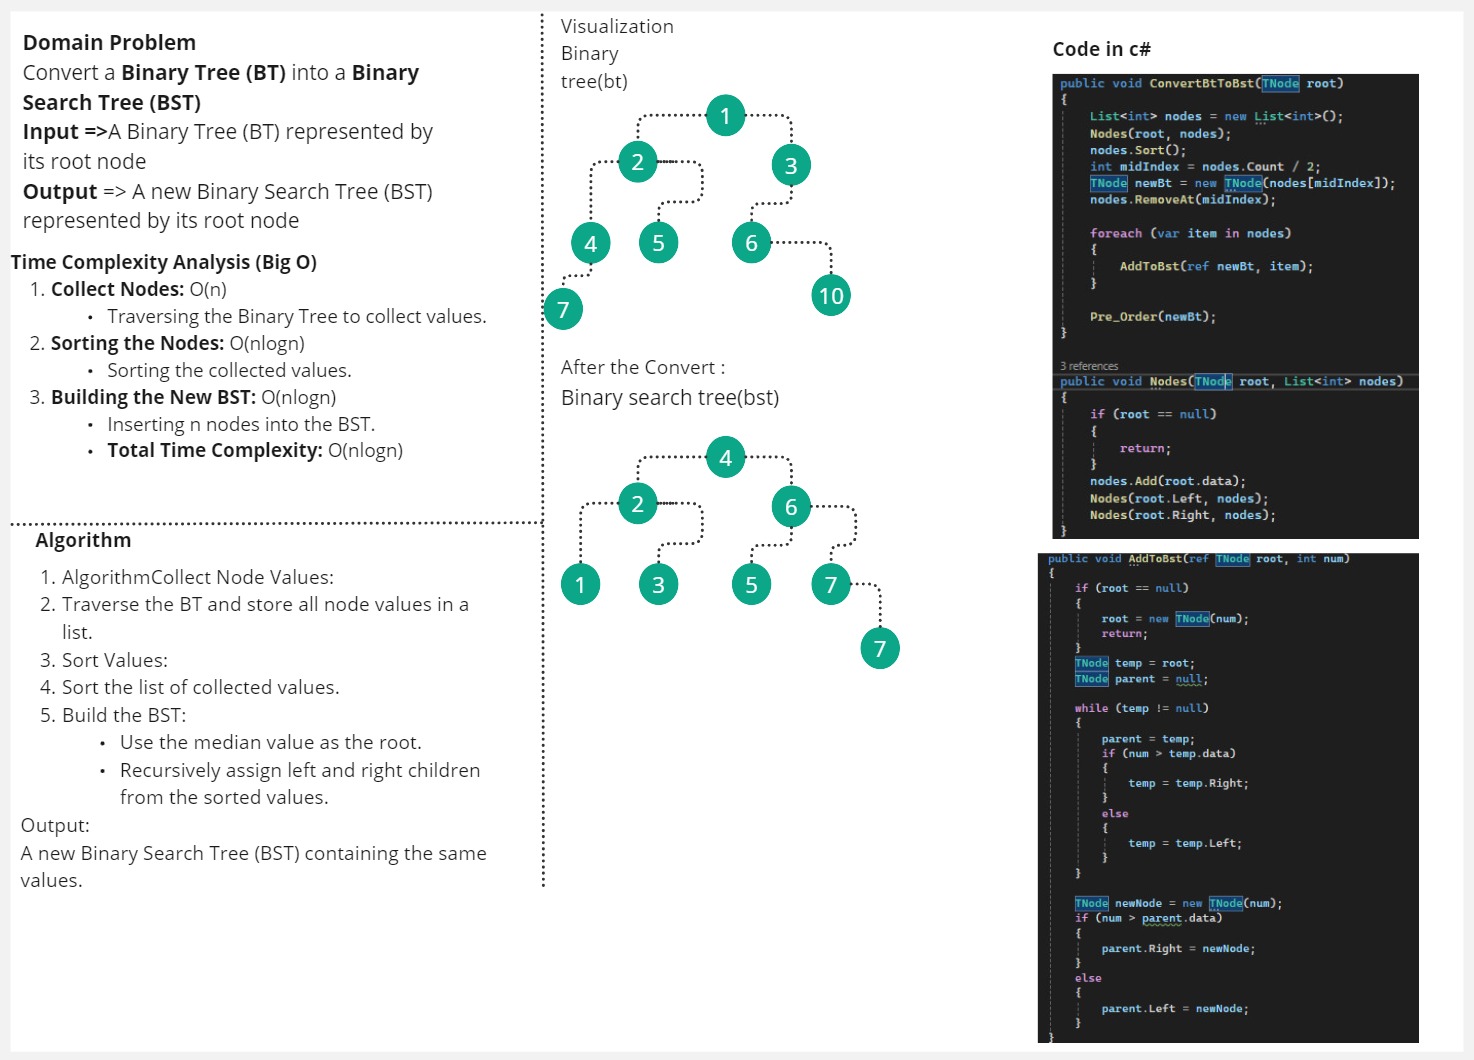 Domain Problem
Convert a Binary Tree (BT) into a Binary
Search Tree (BST)
Input =>A Binary Tree (BT) represented by
its root node
Output => A new Binary Search Tree (BST)
represented by its root node
Time Complexity Analysis (Big O)
1. Collect Nodes: O(n)
• Traversing the Binary Tree to collect values.
2. Sorting the Nodes: O(nlogn)
• Sorting the collected values.
3. Building the New BST: O(nlogn)
• Inserting n nodes into the BST.
• Total Time Complexity: O(nlogn)
Algorithm
1. AlgorithmCollect Node Values:
2. Traverse the BT and store all node values in a
list.
3. Sort Values:
4. Sort the list of collected values.
5. Build the BST:
• Use the median value as the root.
• Recursively assign left and right children
from the sorted values.
Output:
A new Binary Search Tree (BST) containing the same
values.
Visualization
Binary
tree(bt)
1
2
3
4
5
6
7
10
After the Convert :
Binary search tree(bst)
4
2
6
1
3
5
7
7
Code in c#
public void ConvertBtToBst(TNode root)
{
List<int> nodes = new List<int>();
Nodes(root, nodes);
nodes.Sort();
int midIndex = nodes.Count / 2;
TNode newBt = new TNode(nodes[midIndex]);
nodes.RemoveAt(midIndex);
foreach (var item in nodes)
{
AddToBst(ref newBt, item);
}
Pre_Order(newBt);
}
3 references
public void Nodes(TNode root, List<int> nodes)
{
if (root == null)
{
return;
}
nodes.Add(root.data);
Nodes(root.Left, nodes);
Nodes(root.Right, nodes);
}
public void AddToBst(ref TNode root, int num)
{
if (root == null)
{
root = new TNode(num);
return;
}
TNode temp = root;
TNode parent = null;
while (temp != null)
{
parent = temp;
if (num > temp.data)
{
temp = temp.Right;
}
else
{
temp = temp.Left;
}
}
TNode newNode = new TNode(num);
if (num > parent.data)
{
parent.Right = newNode;
}
else
{
parent.Left = newNode;
}
}